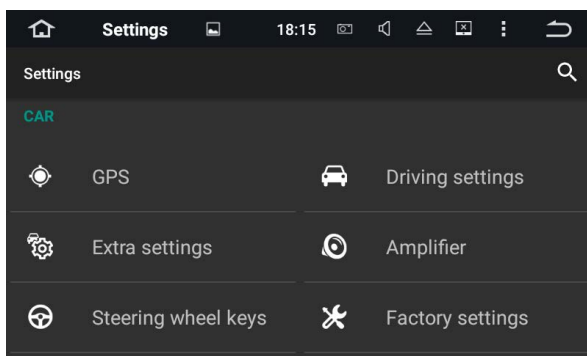 Settings 18:15
Settings
CAR
GPS
Driving settings
Extra settings
Amplifier
Steering wheel keys
Factory settings